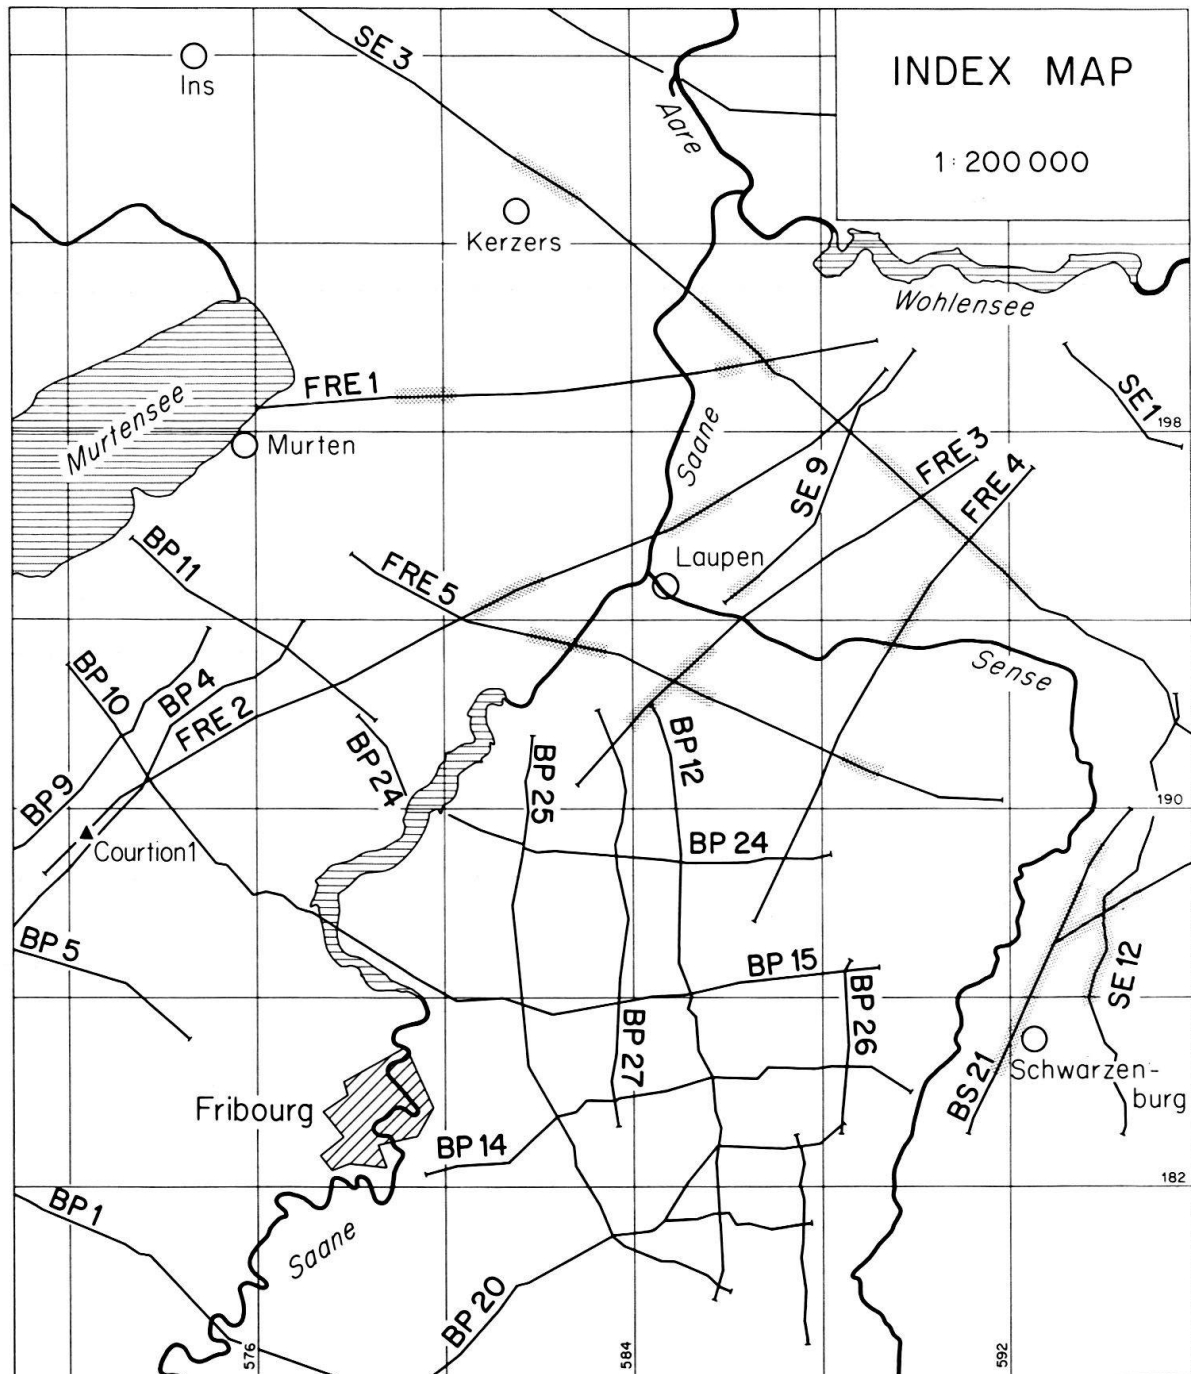 INDEX MAP
1:200 000
SE 3
Ins
Aare
Kerzers
Wohlensee
FRE 1
Murtensee
Murten
Saane
SE 9
FRE 3
FRE 4
SE 1
198
BP 11
FRE 5
Laupen
Sense
BP 10
BP 4
FRE 2
BP 9
BP 24
BP 25
BP 12
190
Courtion 1
BP 24
BP 5
BP 15
BP 26
BP 27
SE 12
BS 21
Schwarzen-
burg
Fribourg
BP 14
182
BP 1
Saane
BP 20
576
584
592